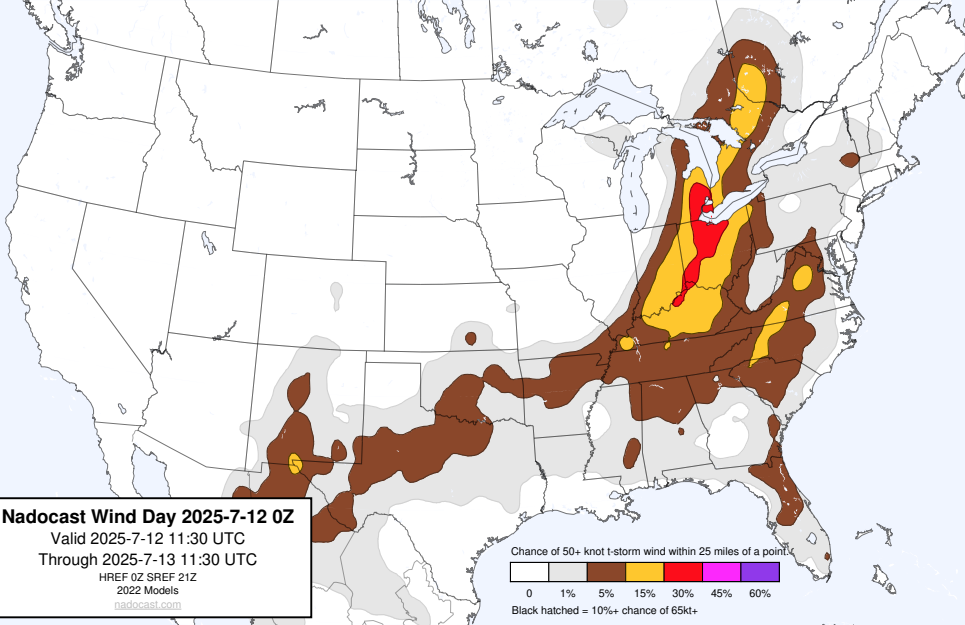 Nadocast Wind Day 2025-7-12 0Z
Valid 2025-7-12 11:30 UTC
Through 2025-7-13 11:30 UTC
HREF 0Z SREF 21Z
2022 Models
nadocast.com
Chance of 50+ knot t-storm wind within 25 miles of a point.
0 1% 5% 15% 30% 45% 60%
Black hatched = 10%+ chance of 65kt+